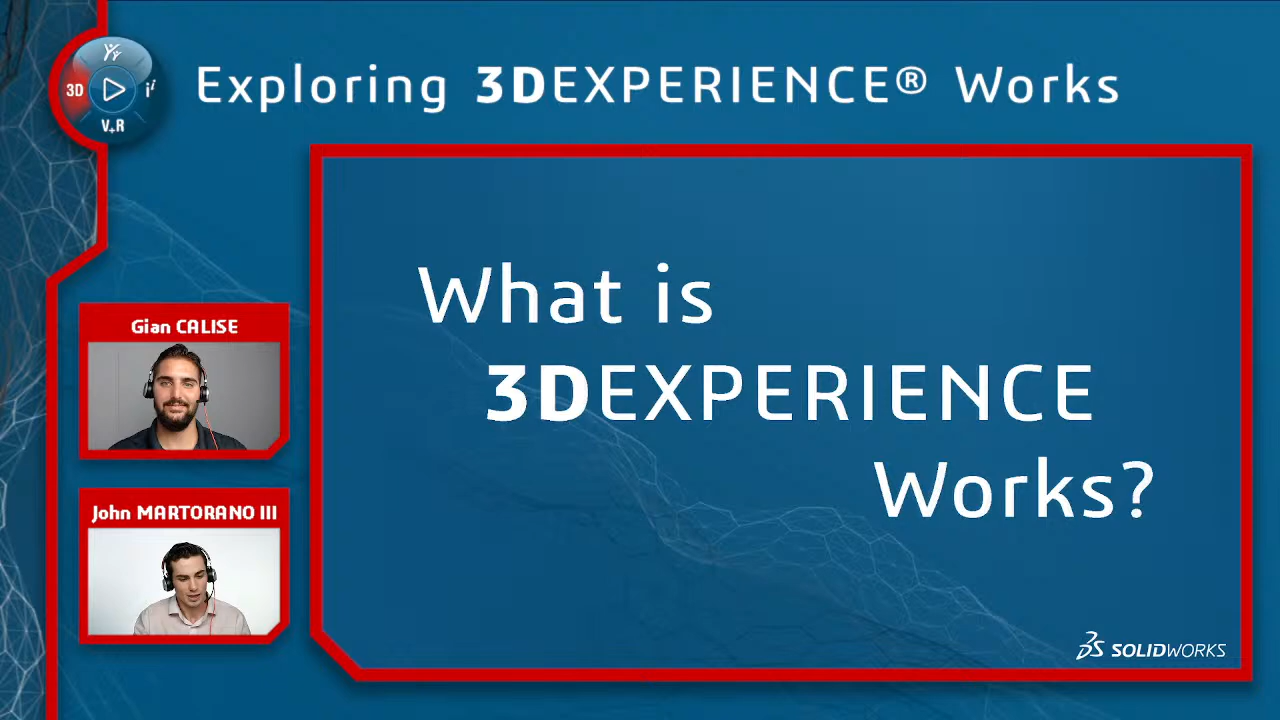 Exploring 3DEXPERIENCE® Works
3D
V+R
What is
3DEXPERIENCE
Works?
Gian CALISE
John MARTORANO III
SOLIDWORKS